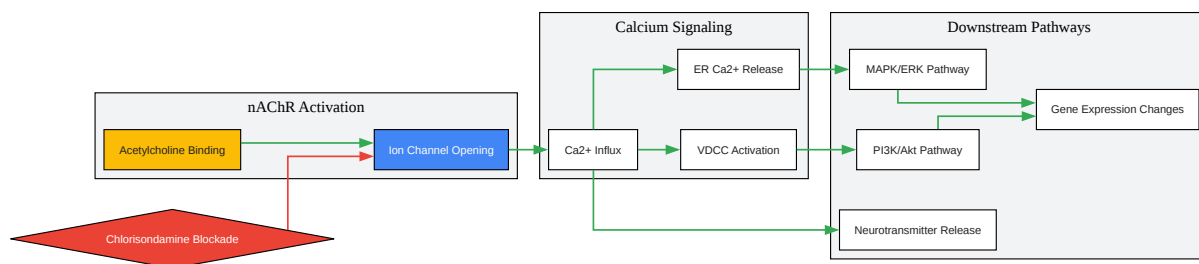 nAChR Activation
Acetylcholine Binding
Ion Channel Opening
Chlorisondamine Blockade
Calcium Signaling
ER Ca2+ Release
Ca2+ Influx
VDCC Activation
Downstream Pathways
MAPK/ERK Pathway
Gene Expression Changes
PI3K/Akt Pathway
Neurotransmitter Release